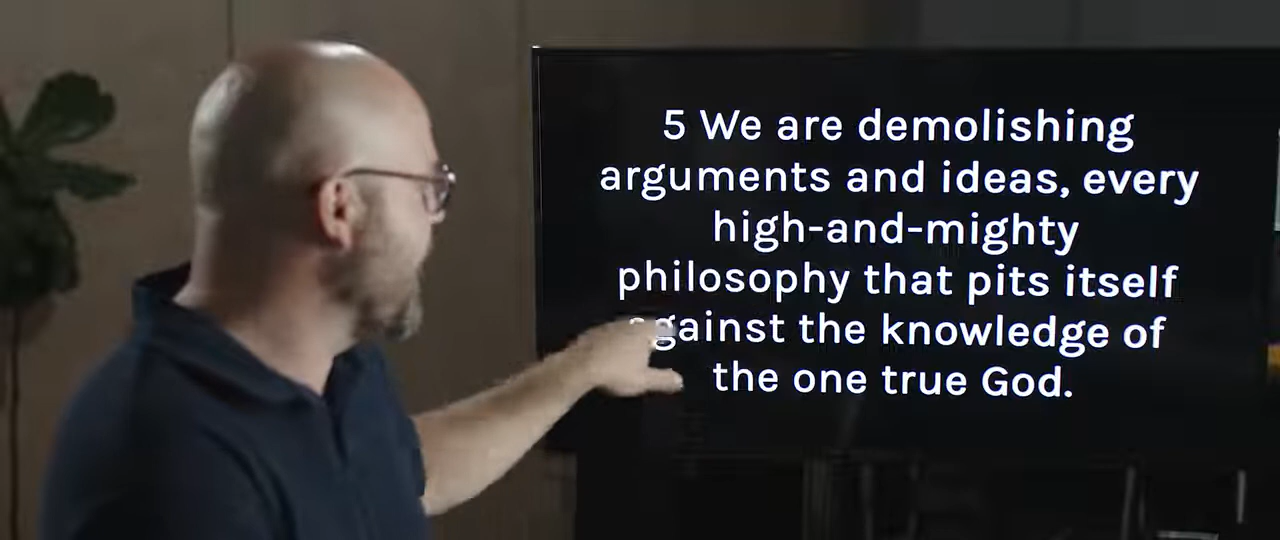 5 We are demolishing
arguments and ideas, every
high-and-mighty
philosophy that pits itself
against the knowledge of
the one true God.